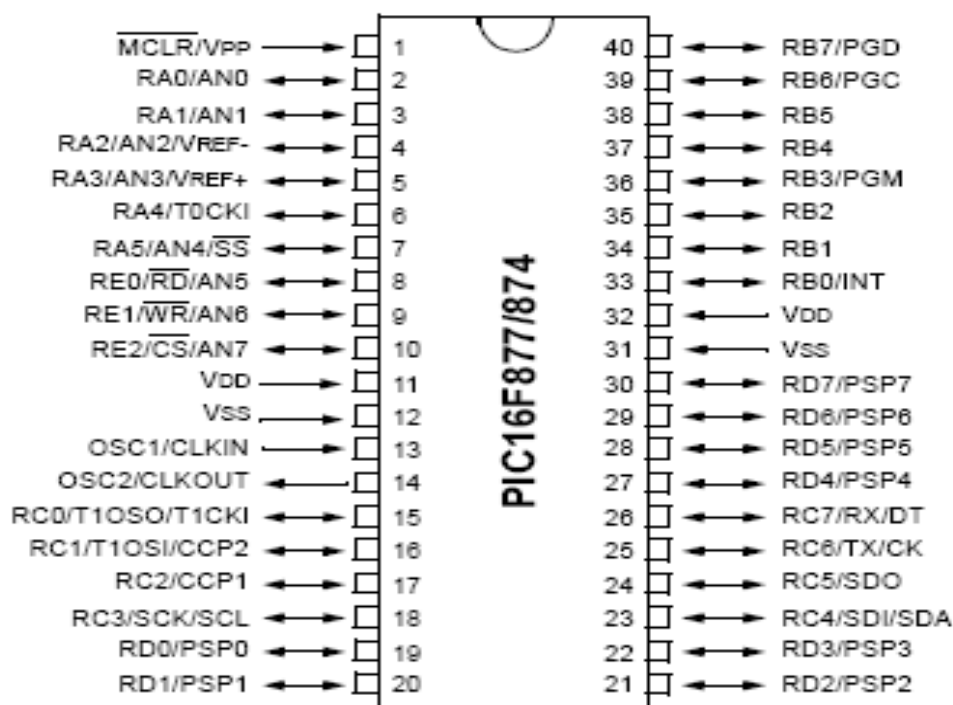 MCLR/VPP 1 40 RB7/PGD
RA0/AN0 2 39 RB6/PGC
RA1/AN1 3 38 RB5
RA2/AN2/VREF- 4 37 RB4
RA3/AN3/VREF+ 5 36 RB3/PGM
RA4/T0CKI 6 35 RB2
RA5/AN4/SS 7 34 RB1
RE0/RD/AN5 8 33 RB0/INT
RE1/WR/AN6 9 32 VDD
RE2/CS/AN7 10 31 VSS
VDD 11 30 RD7/PSP7
VSS 12 29 RD6/PSP6
OSC1/CLKIN 13 28 RD5/PSP5
OSC2/CLKOUT 14 27 RD4/PSP4
RC0/T1OSO/T1CKI 15 26 RC7/RX/DT
RC1/T1OSI/CCP2 16 25 RC6/TX/CK
RC2/CCP1 17 24 RC5/SDO
RC3/SCK/SCL 18 23 RC4/SDI/SDA
RD0/PSP0 19 22 RD3/PSP3
RD1/PSP1 20 21 RD2/PSP2
PIC16F877/874